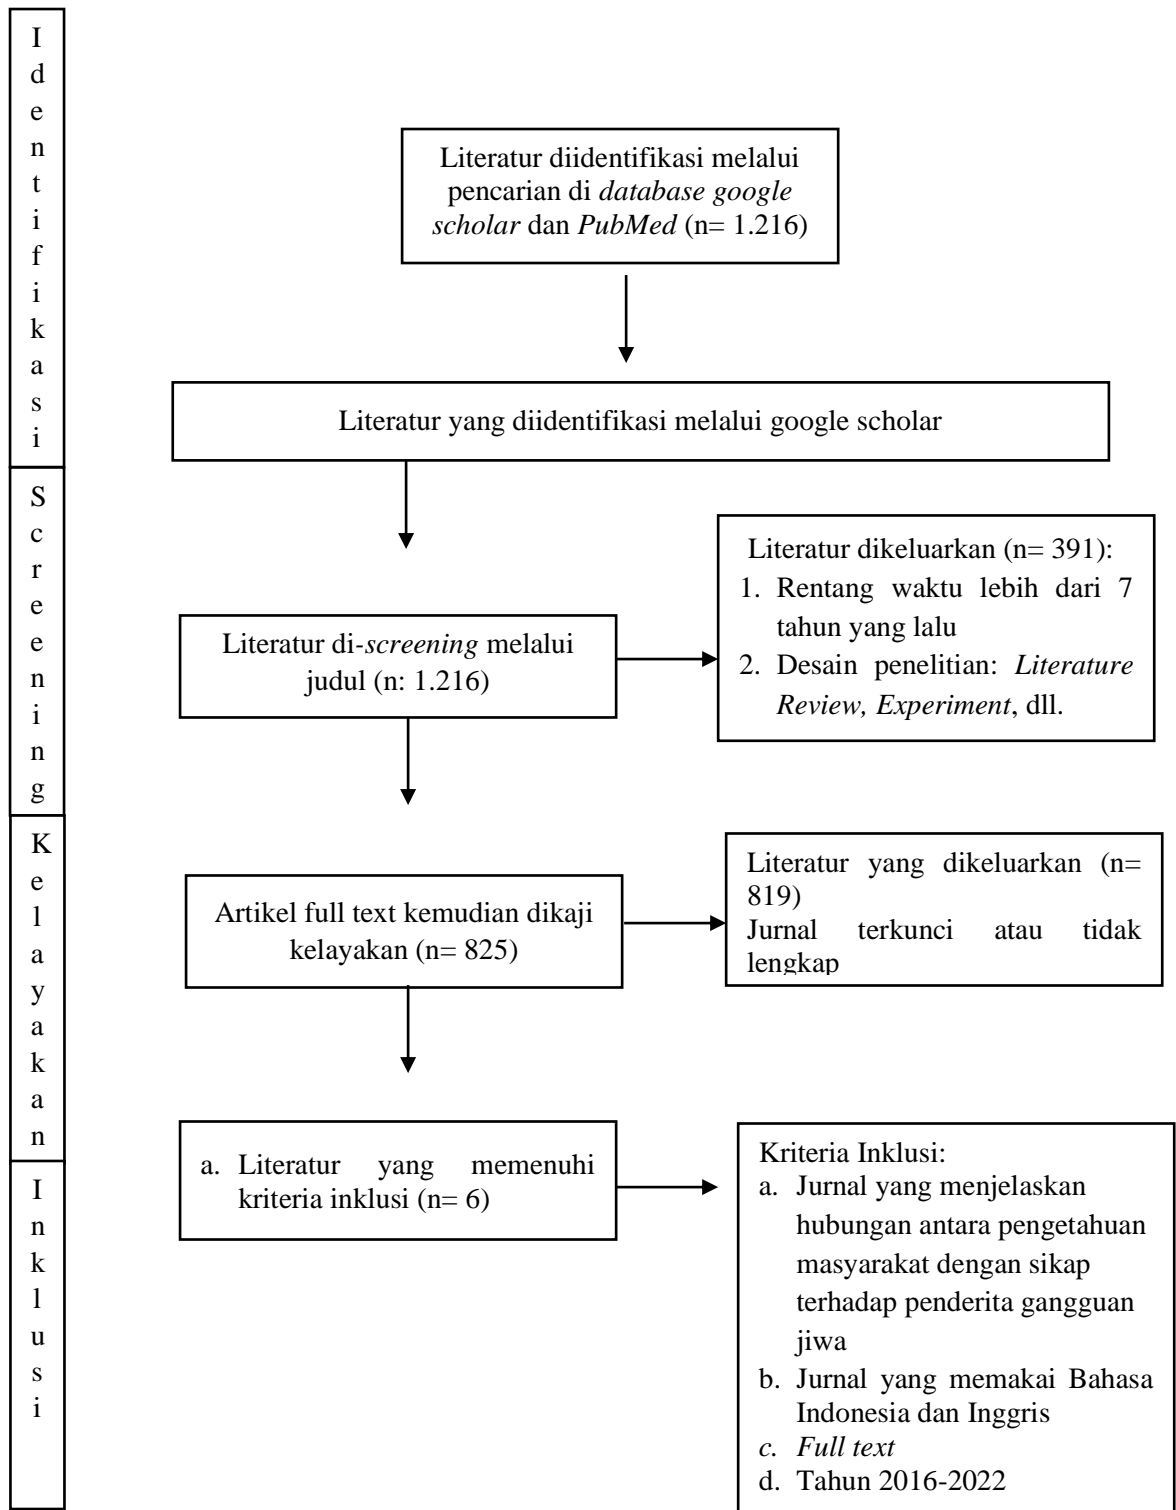 Identifikasi
Literatur diidentifikasi melalui
pencarian di database google
scholar dan PubMed (n= 1.216)
Literatur yang diidentifikasi melalui google scholar
Screening
Literatur di-screening melalui
judul (n: 1.216)
Literatur dikeluarkan (n= 391):
1. Rentang waktu lebih dari 7
tahun yang lalu
2. Desain penelitian: Literature
Review, Experiment, dll.
Kelayakan
Artikel full text kemudian dikaji
kelayakan (n= 825)
Literatur yang dikeluarkan (n=
819)
Jurnal terkunci atau tidak
lengkap
Inklusi
a. Literatur yang memenuhi
kriteria inklusi (n= 6)
Kriteria Inklusi:
a. Jurnal yang menjelaskan
hubungan antara pengetahuan
masyarakat dengan sikap
terhadap penderita gangguan
jiwa
b. Jurnal yang memakai Bahasa
Indonesia dan Inggris
c. Full text
d. Tahun 2016-2022